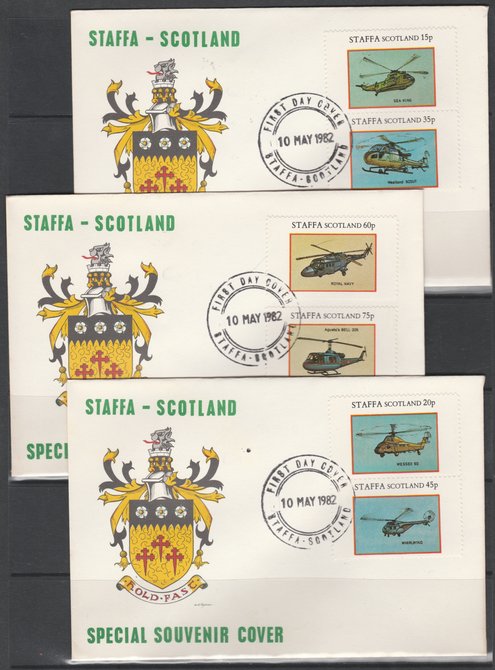 STAFFA - SCOTLAND
STAFFA SCOTLAND 15p
SEA KING
STAFFA SCOTLAND 35p
Westland SCOUT
FIRST DAY COVER
10 MAY 1982
STAFFA-SCOTLAND
STAFFA - SCOTLAND
STAFFA SCOTLAND 60p
ROYAL NAVY
STAFFA SCOTLAND 75p
FIRST DAY COVER
10 MAY 1982
STAFFA-SCOTLAND
SPECIAL
STAFFA - SCOTLAND
STAFFA SCOTLAND 20p
WESSEX
STAFFA SCOTLAND 45p
WHIRLWIND
FIRST DAY COVER
10 MAY 1982
STAFFA-SCOTLAND
HOLD FAST
SPECIAL SOUVENIR COVER